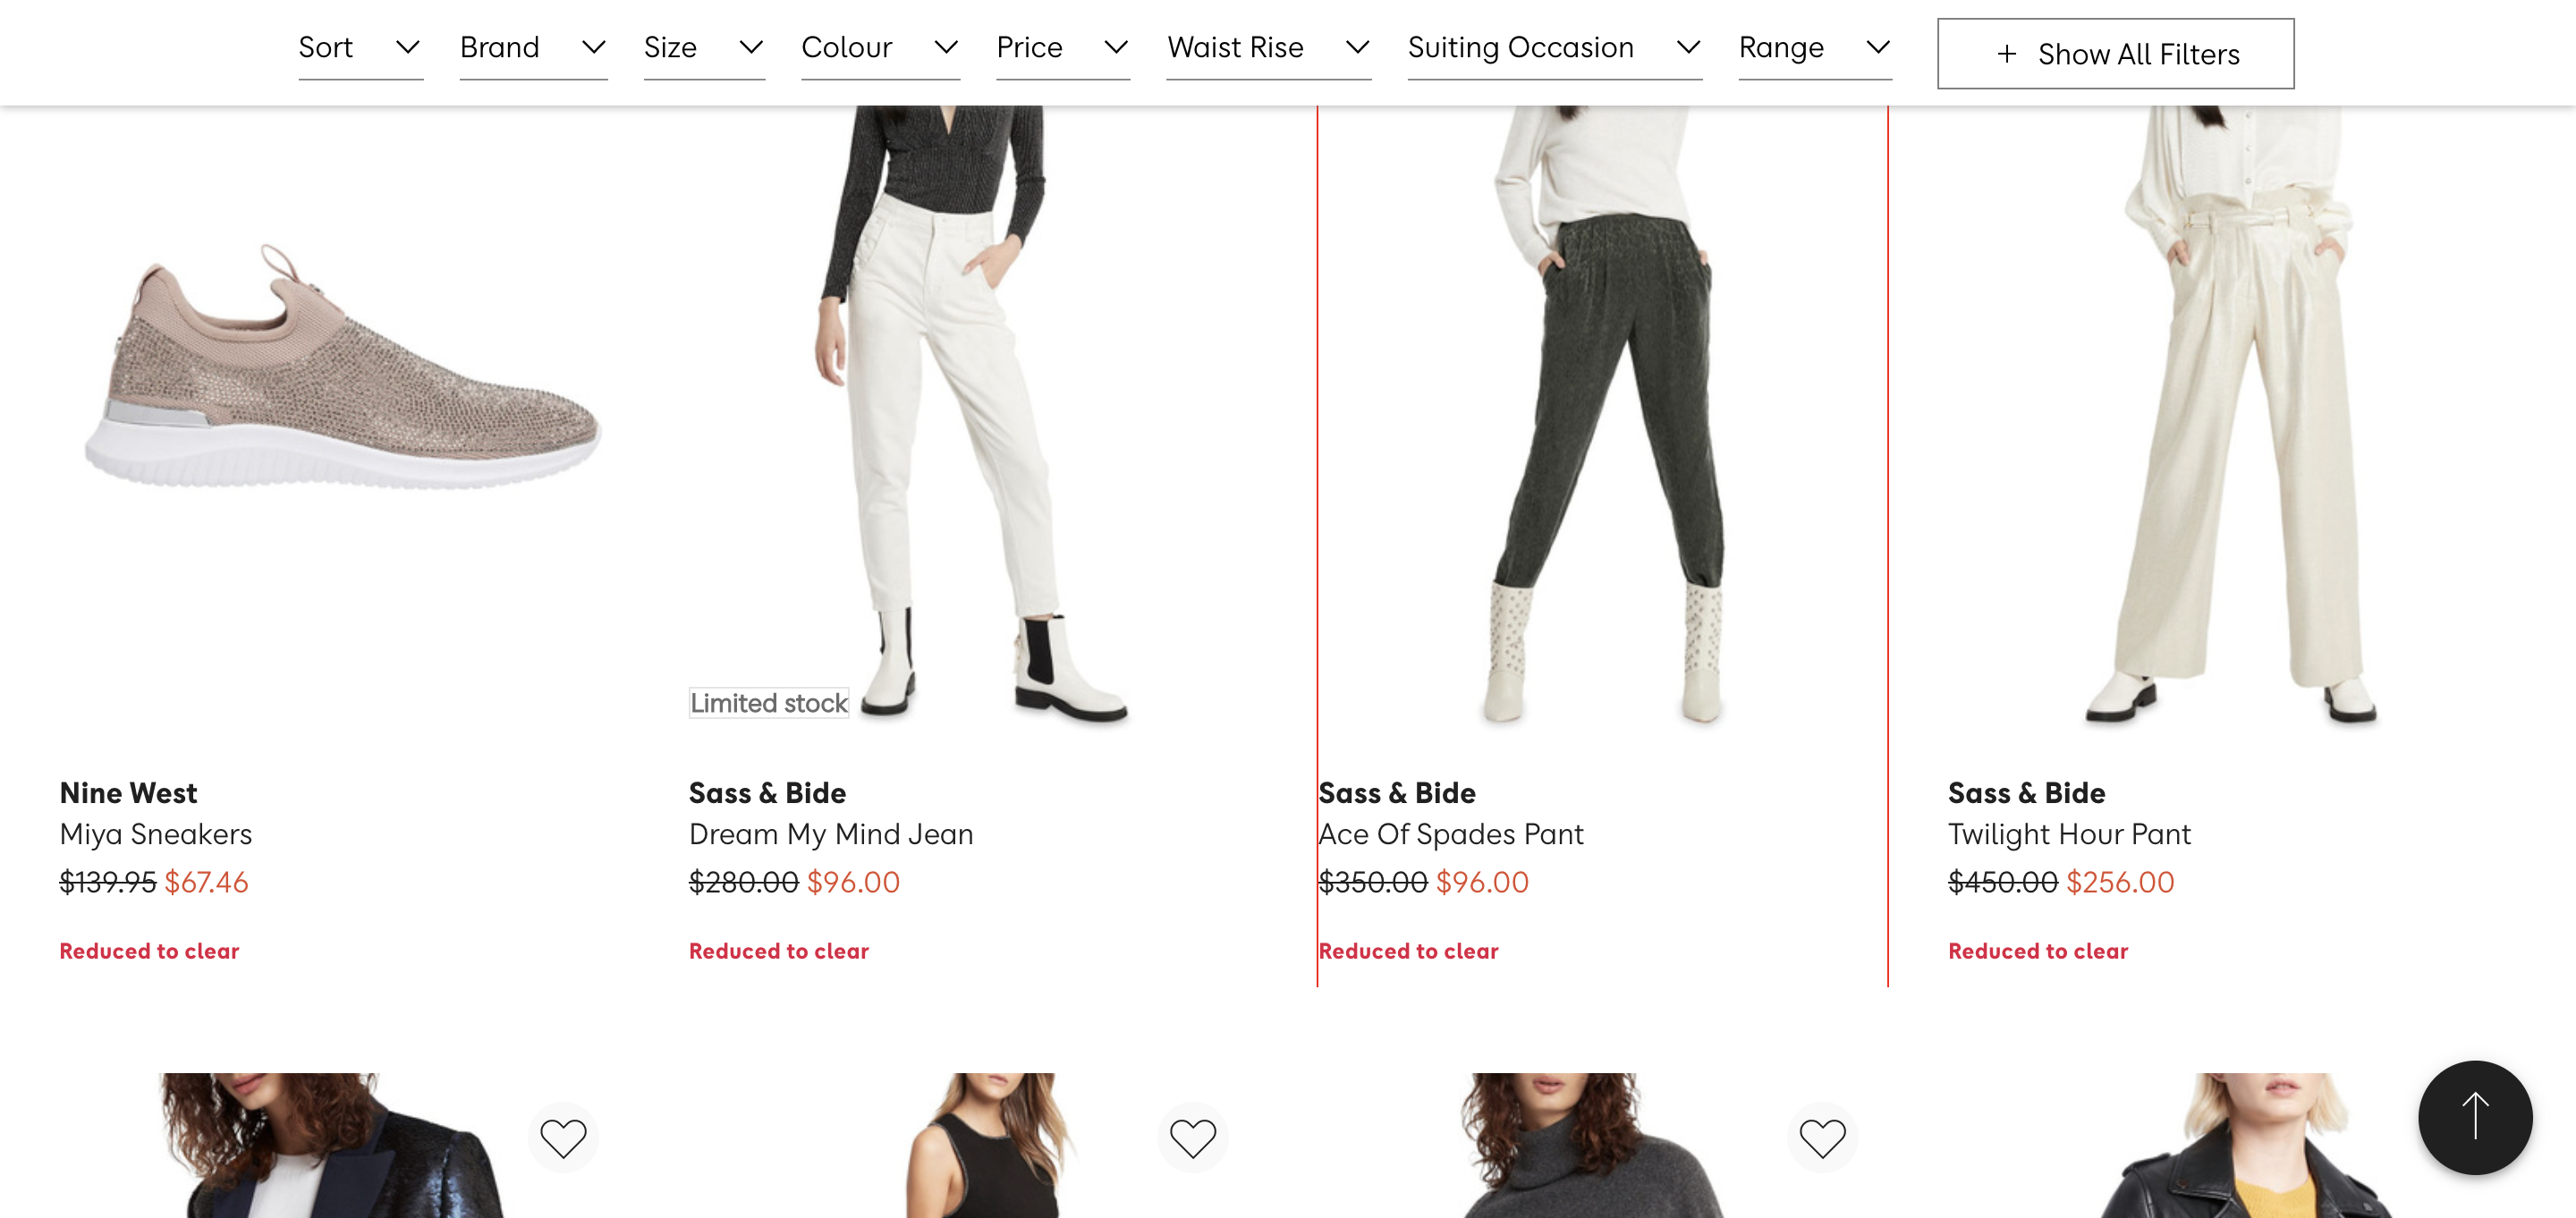 Sort Brand Size Colour Price Waist Rise Suiting Occasion Range + Show All Filters
Limited stock
Nine West
Miya Sneakers
$139.95 $67.46
Reduced to clear
Sass & Bide
Dream My Mind Jean
$280.00 $96.00
Reduced to clear
Sass & Bide
Ace Of Spades Pant
$350.00 $96.00
Reduced to clear
Sass & Bide
Twilight Hour Pant
$450.00 $256.00
Reduced to clear